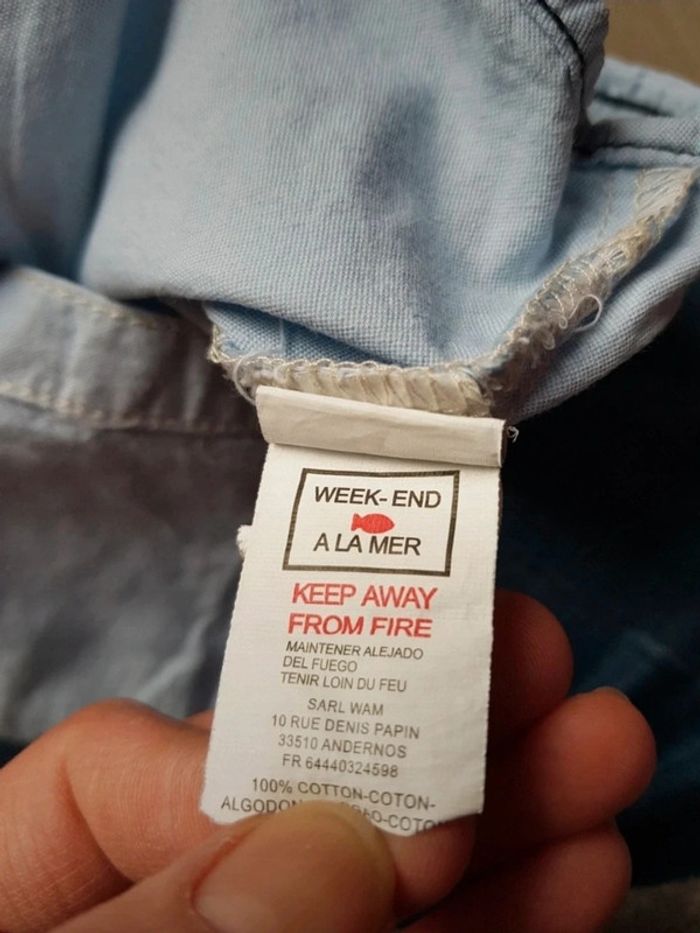 WEEK-END
A LA MER
KEEP AWAY
FROM FIRE
MAINTENER ALEJADO
DEL FUEGO
TENIR LOIN DU FEU
SARL WAM
10 RUE DENIS PAPIN
33510 ANDERNOS
FR 64440324598
100% COTTON-COTON-